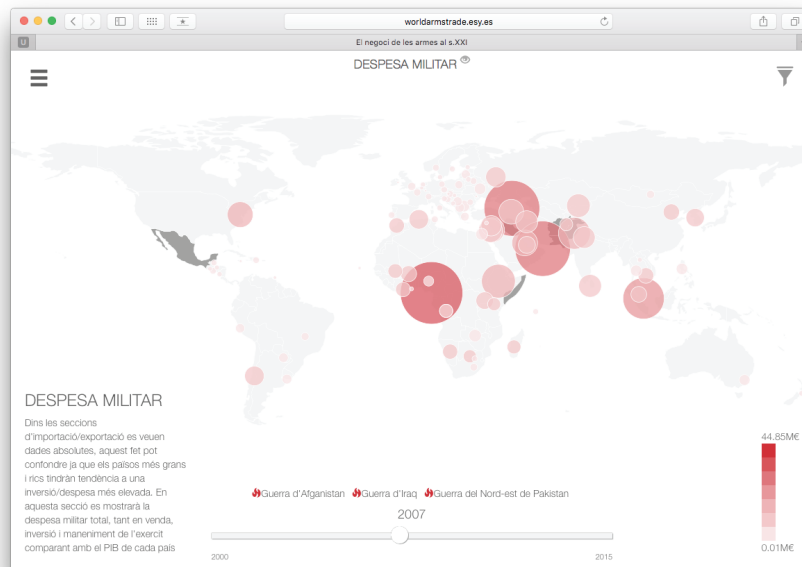 worldarmstrade.esy.es
U
El negoci de les armes al s.XXI
DESPESA MILITAR
DESPESA MILITAR
Dins les seccions
d'importació/exportació es veuen
dades absolutes, aquest fet pot
confondre ja que els països més grans
i rics tindràn tendència a una
inversió/despesa més elevada. En
aquesta secció es mostrarà la
despesa militar total, tant en venda,
inversió i maneniment de l'exercit
comparant amb el PIB de cada país
Guerra d'Afganistan Guerra d'Iraq Guerra del Nord-est de Pakistan
2007
2000 2015
44.85M€
0.01M€